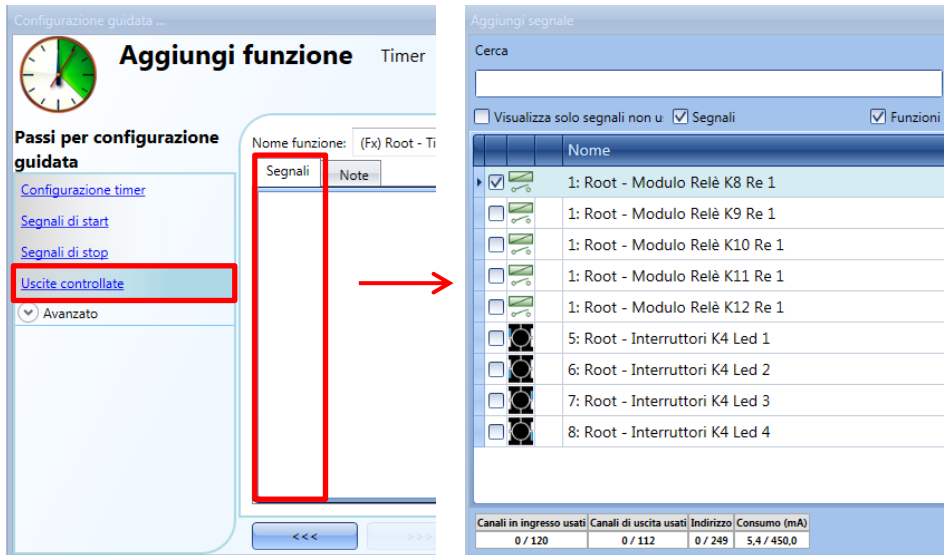 Configurazione guidata ...
Aggiungi funzione Timer
Passi per configurazione
guidata
Configurazione timer
Segnali di start
Segnali di stop
Uscite controllate
Avanzato
Nome funzione: (Fx) Root - Ti
Segnali Note
<<< >>>
Aggiungi segnale
Cerca
Visualizza solo segnali non u Segnali Funzioni
Nome
1: Root - Modulo Relè K8 Re 1
1: Root - Modulo Relè K9 Re 1
1: Root - Modulo Relè K10 Re 1
1: Root - Modulo Relè K11 Re 1
1: Root - Modulo Relè K12 Re 1
5: Root - Interruttori K4 Led 1
6: Root - Interruttori K4 Led 2
7: Root - Interruttori K4 Led 3
8: Root - Interruttori K4 Led 4
Canali in ingresso usati Canali di uscita usati Indirizzo Consumo (mA)
0 / 120 0 / 112 0 / 249 5,4 / 450,0